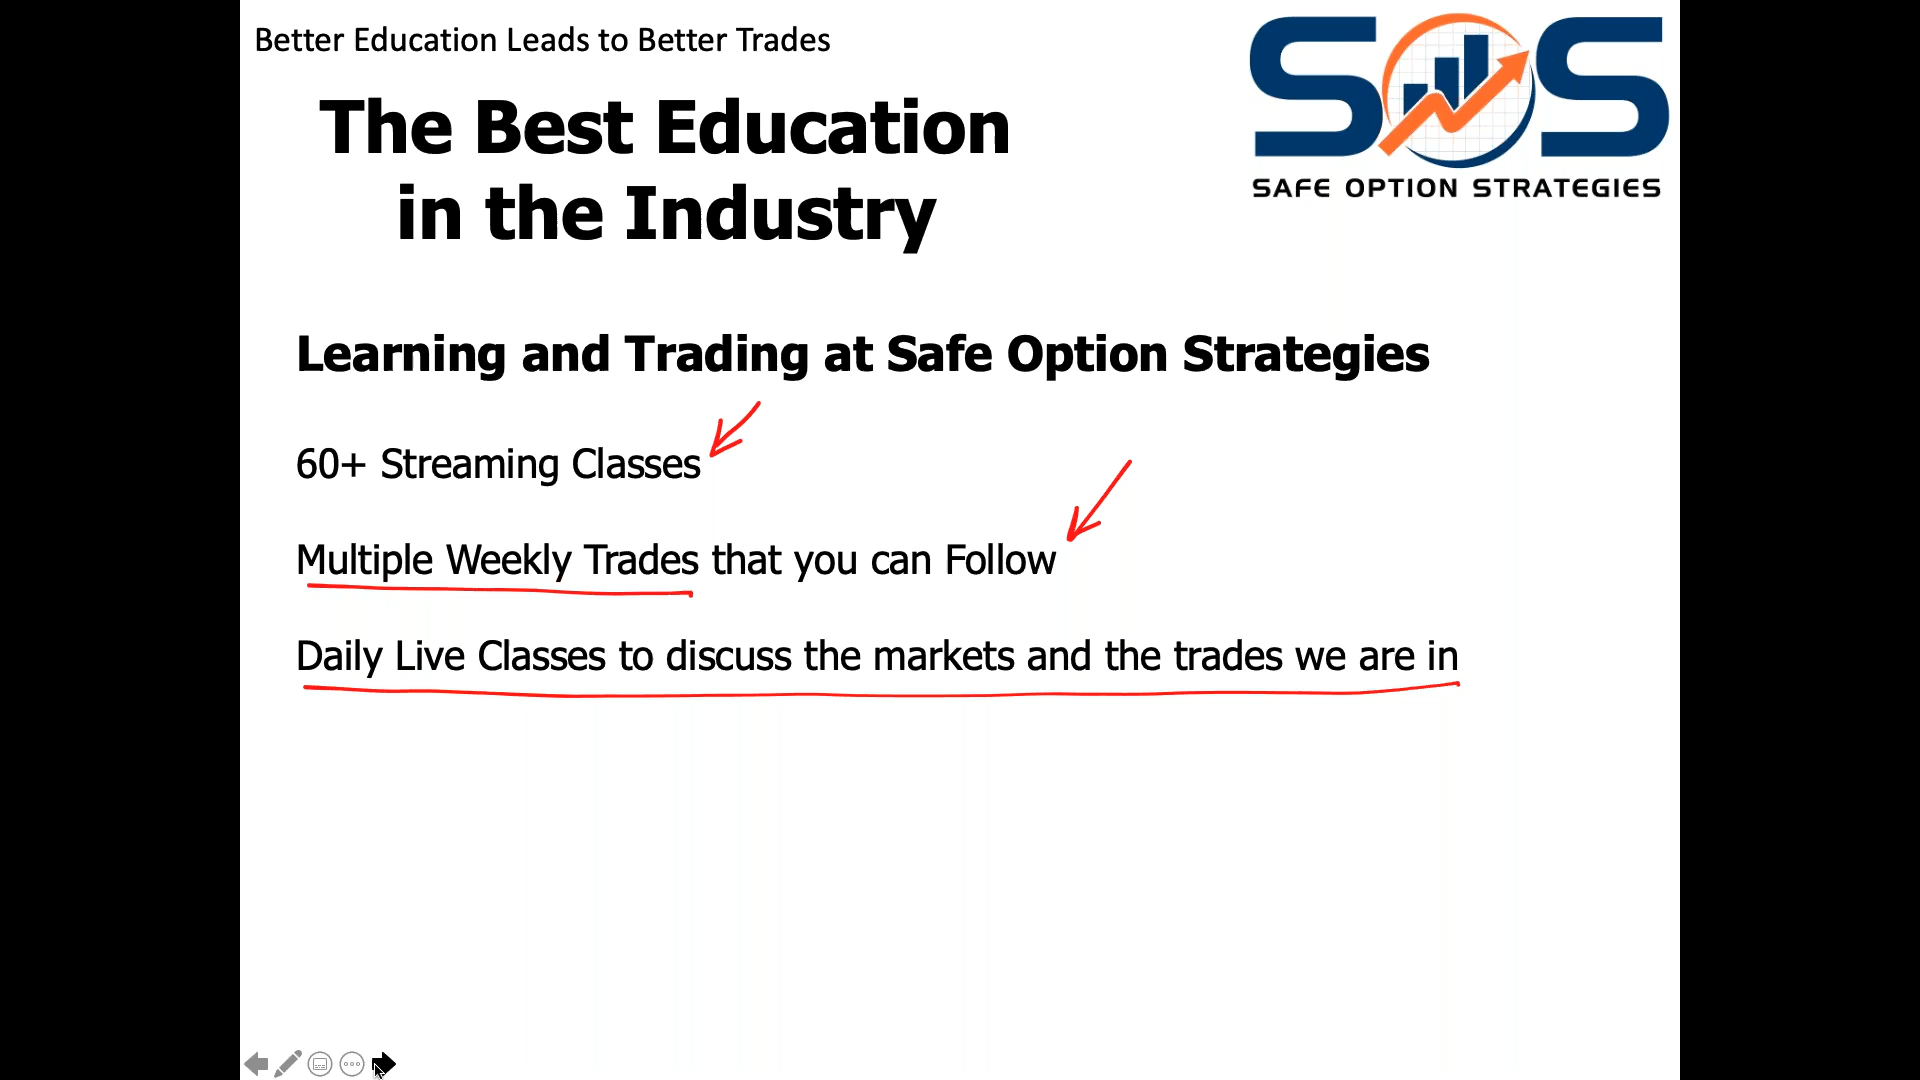 Better Education Leads to Better Trades
SOS
SAFE OPTION STRATEGIES
The Best Education
in the Industry
Learning and Trading at Safe Option Strategies
60+ Streaming Classes
Multiple Weekly Trades that you can Follow
Daily Live Classes to discuss the markets and the trades we are in